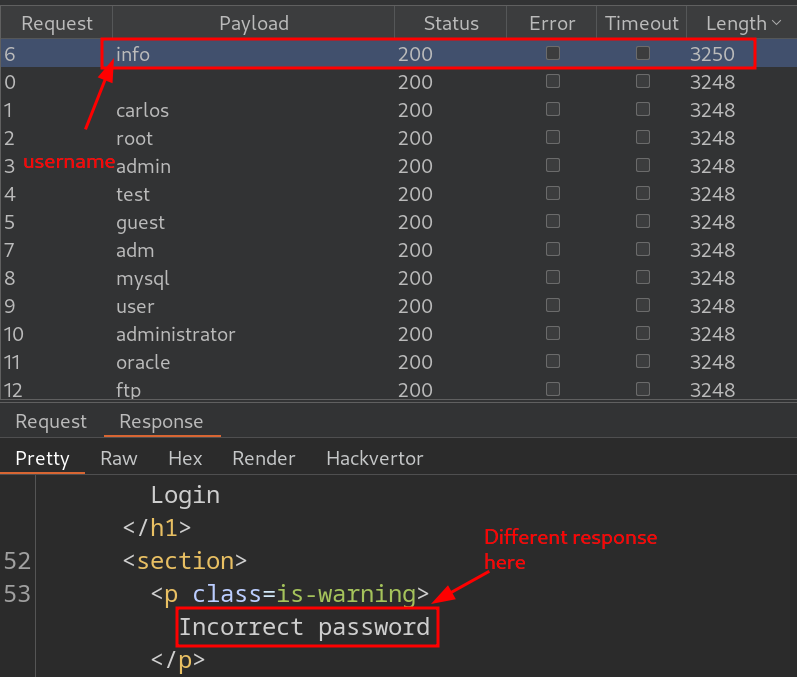 Request Payload Status Error Timeout Length
6 info 200 3250
0 200 3248
1 carlos 200 3248
2 root 200 3248
username
3 admin 200 3248
4 test 200 3248
5 guest 200 3248
7 adm 200 3248
8 mysql 200 3248
9 user 200 3248
10 administrator 200 3248
11 oracle 200 3248
12 ftp 200 3248
Request Response
Pretty Raw Hex Render Hackvertor
Login
</h1>
Different response
here
52 <section>
53 <p class=is-warning>
Incorrect password
</p>